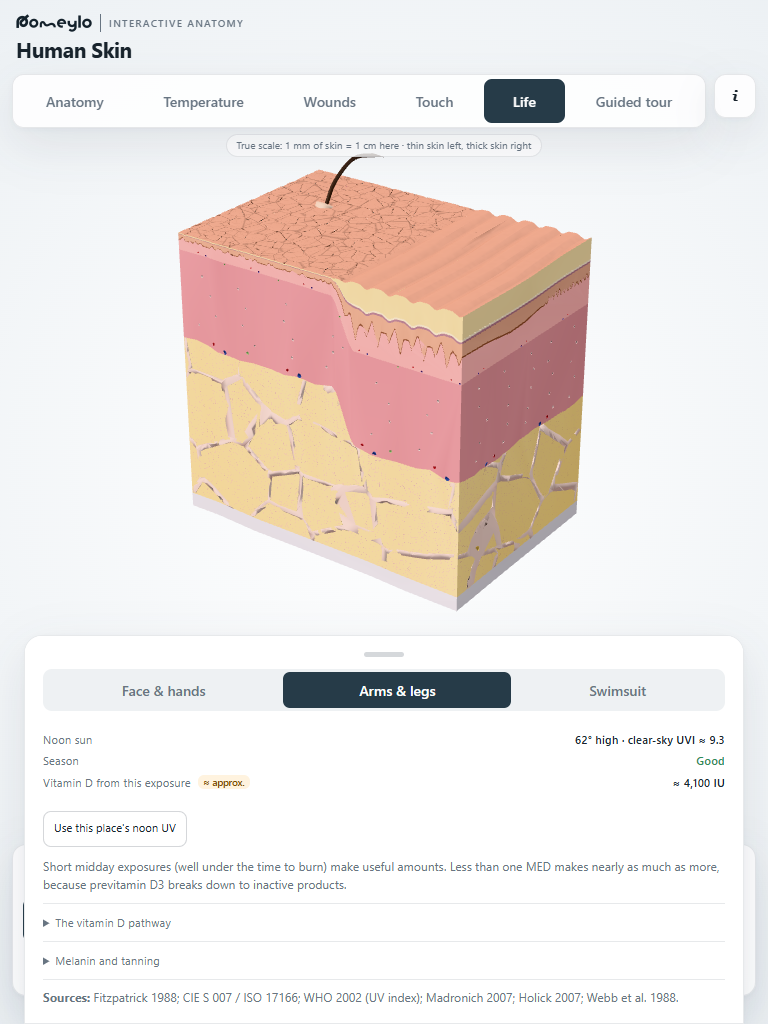 Domeylo
INTERACTIVE ANATOMY
Human Skin
Anatomy
Temperature
Wounds
Touch
Life
Guided tour
i
True scale: 1 mm of skin = 1 cm here · thin skin left, thick skin right
Face & hands
Arms & legs
Swimsuit
Noon sun
62° high · clear-sky UVI ≈ 9.3
Season
Good
Vitamin D from this exposure
≈ approx.
≈ 4,100 IU
Use this place's noon UV
Short midday exposures (well under the time to burn) make useful amounts. Less than one MED makes nearly as much as more,
because previtamin D3 breaks down to inactive products.
The vitamin D pathway
Melanin and tanning
Sources: Fitzpatrick 1988; CIE S 007 / ISO 17166; WHO 2002 (UV index); Madronich 2007; Holick 2007; Webb et al. 1988.